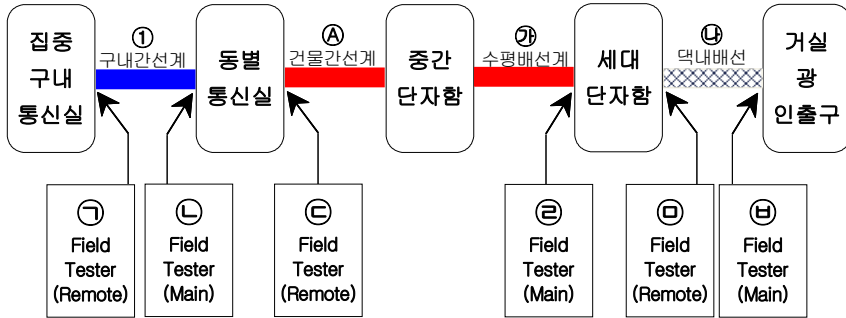 ①
Ⓐ
㉮
㉯
구내간선계
건물간선계
수평배선계
댁내배선
집중
구내
통신실
동별
통신실
중간
단자함
세대
단자함
거실
광
인출구
㉠
Field
Tester
(Remote)
㉡
Field
Tester
(Main)
㉢
Field
Tester
(Remote)
㉣
Field
Tester
(Main)
㉤
Field
Tester
(Remote)
㉥
Field
Tester
(Main)